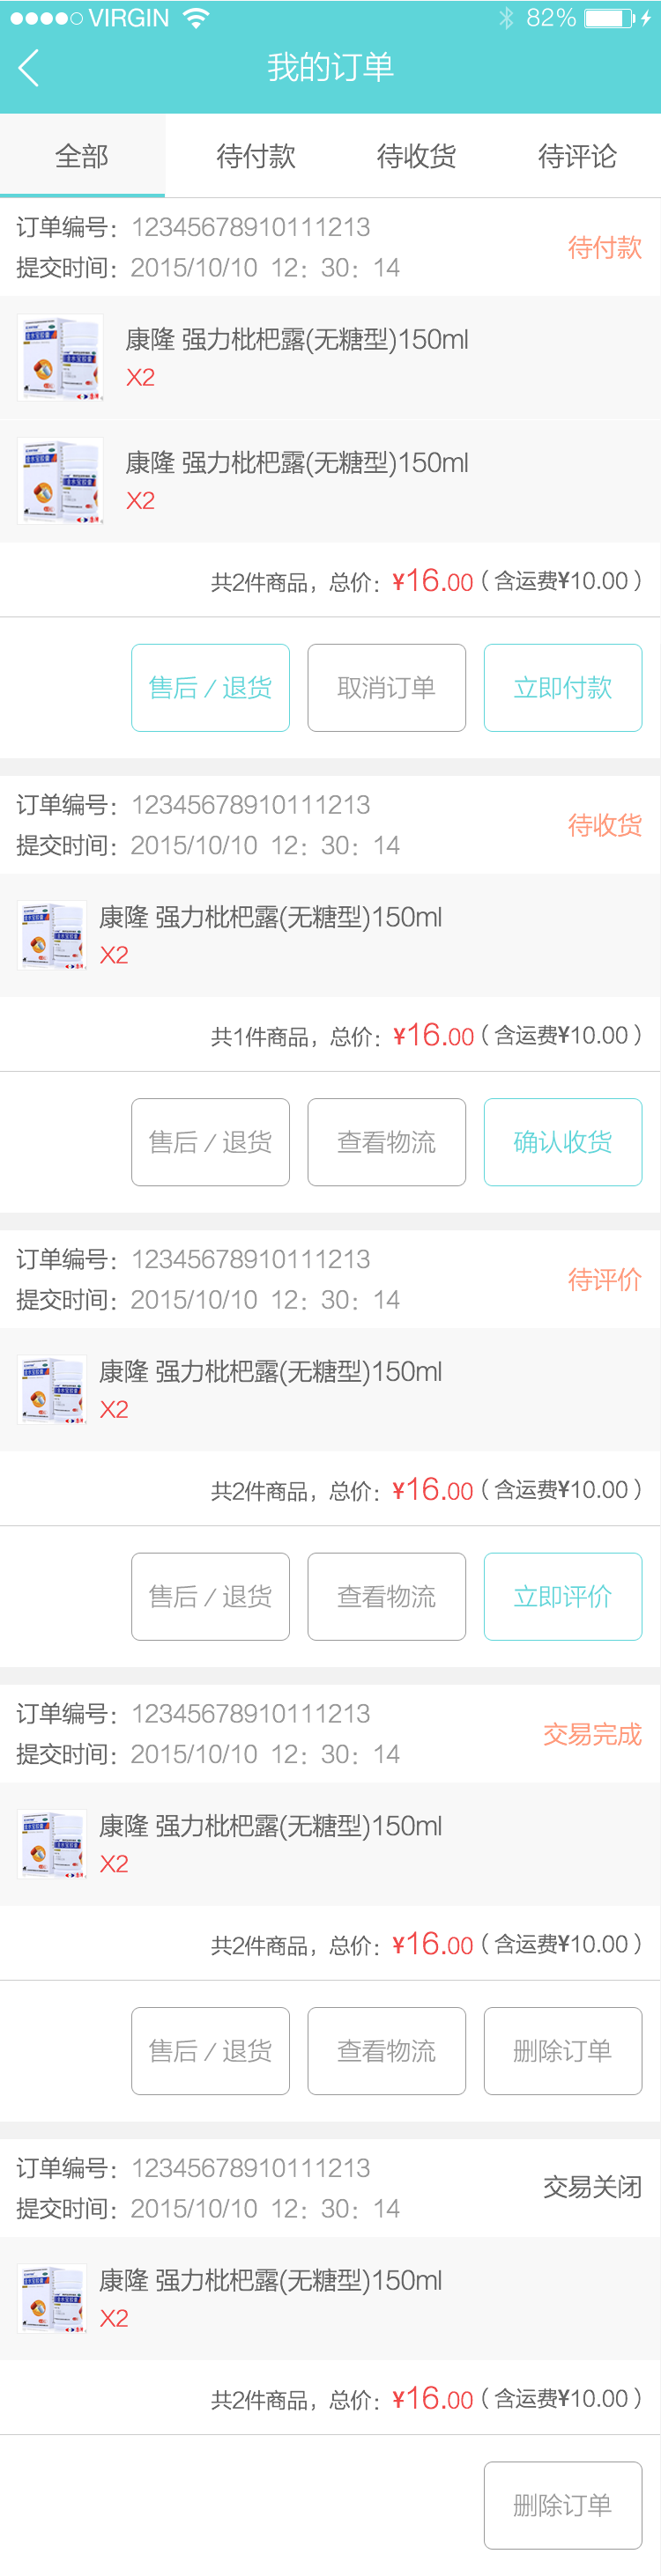 VIRGIN 82%
我的订单
全部 待付款 待收货 待评论
订单编号：12345678910111213
待付款
提交时间：2015/10/10 12：30：14
康隆 强力枇杷露(无糖型)150ml
X2
康隆 强力枇杷露(无糖型)150ml
X2
共2件商品，总价：¥16.00（含运费¥10.00）
售后 / 退货 取消订单 立即付款
订单编号：12345678910111213
待收货
提交时间：2015/10/10 12：30：14
康隆 强力枇杷露(无糖型)150ml
X2
共1件商品，总价：¥16.00（含运费¥10.00）
售后 / 退货 查看物流 确认收货
订单编号：12345678910111213
待评价
提交时间：2015/10/10 12：30：14
康隆 强力枇杷露(无糖型)150ml
X2
共2件商品，总价：¥16.00（含运费¥10.00）
售后 / 退货 查看物流 立即评价
订单编号：12345678910111213
交易完成
提交时间：2015/10/10 12：30：14
康隆 强力枇杷露(无糖型)150ml
X2
共2件商品，总价：¥16.00（含运费¥10.00）
售后 / 退货 查看物流 删除订单
订单编号：12345678910111213
交易关闭
提交时间：2015/10/10 12：30：14
康隆 强力枇杷露(无糖型)150ml
X2
共2件商品，总价：¥16.00（含运费¥10.00）
删除订单